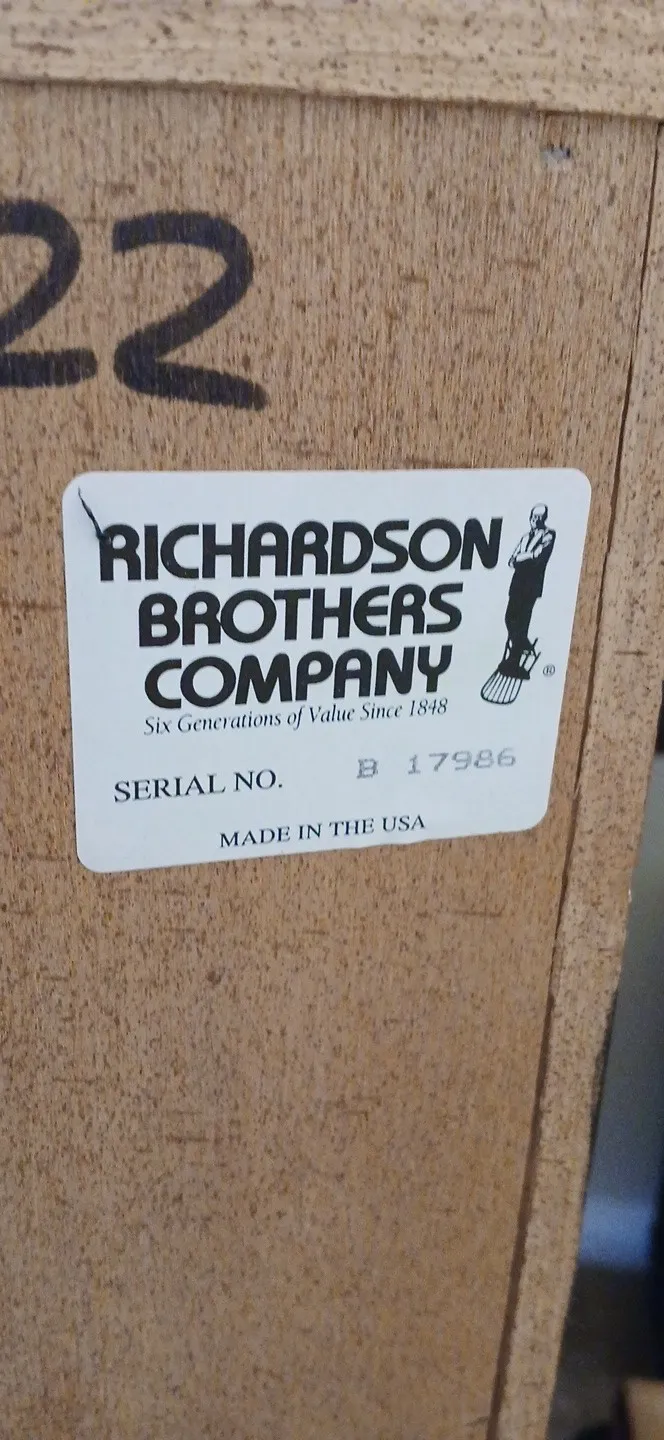 22
RICHARDSON
BROTHERS
COMPANY
®
Six Generations of Value Since 1848
SERIAL NO. B 17986
MADE IN THE USA